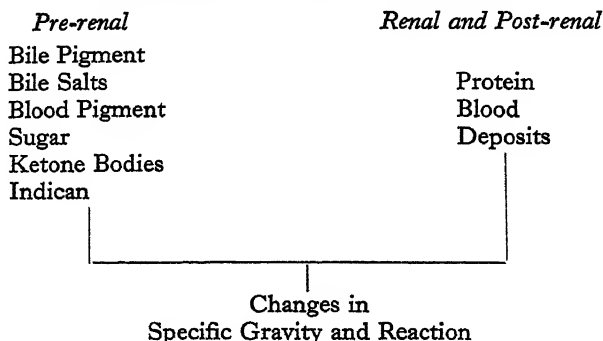 Pre-renal
Renal and Post-renal
Bile Pigment
Bile Salts
Blood Pigment
Sugar
Ketone Bodies
Indican
Protein
Blood
Deposits
Changes in
Specific Gravity and Reaction